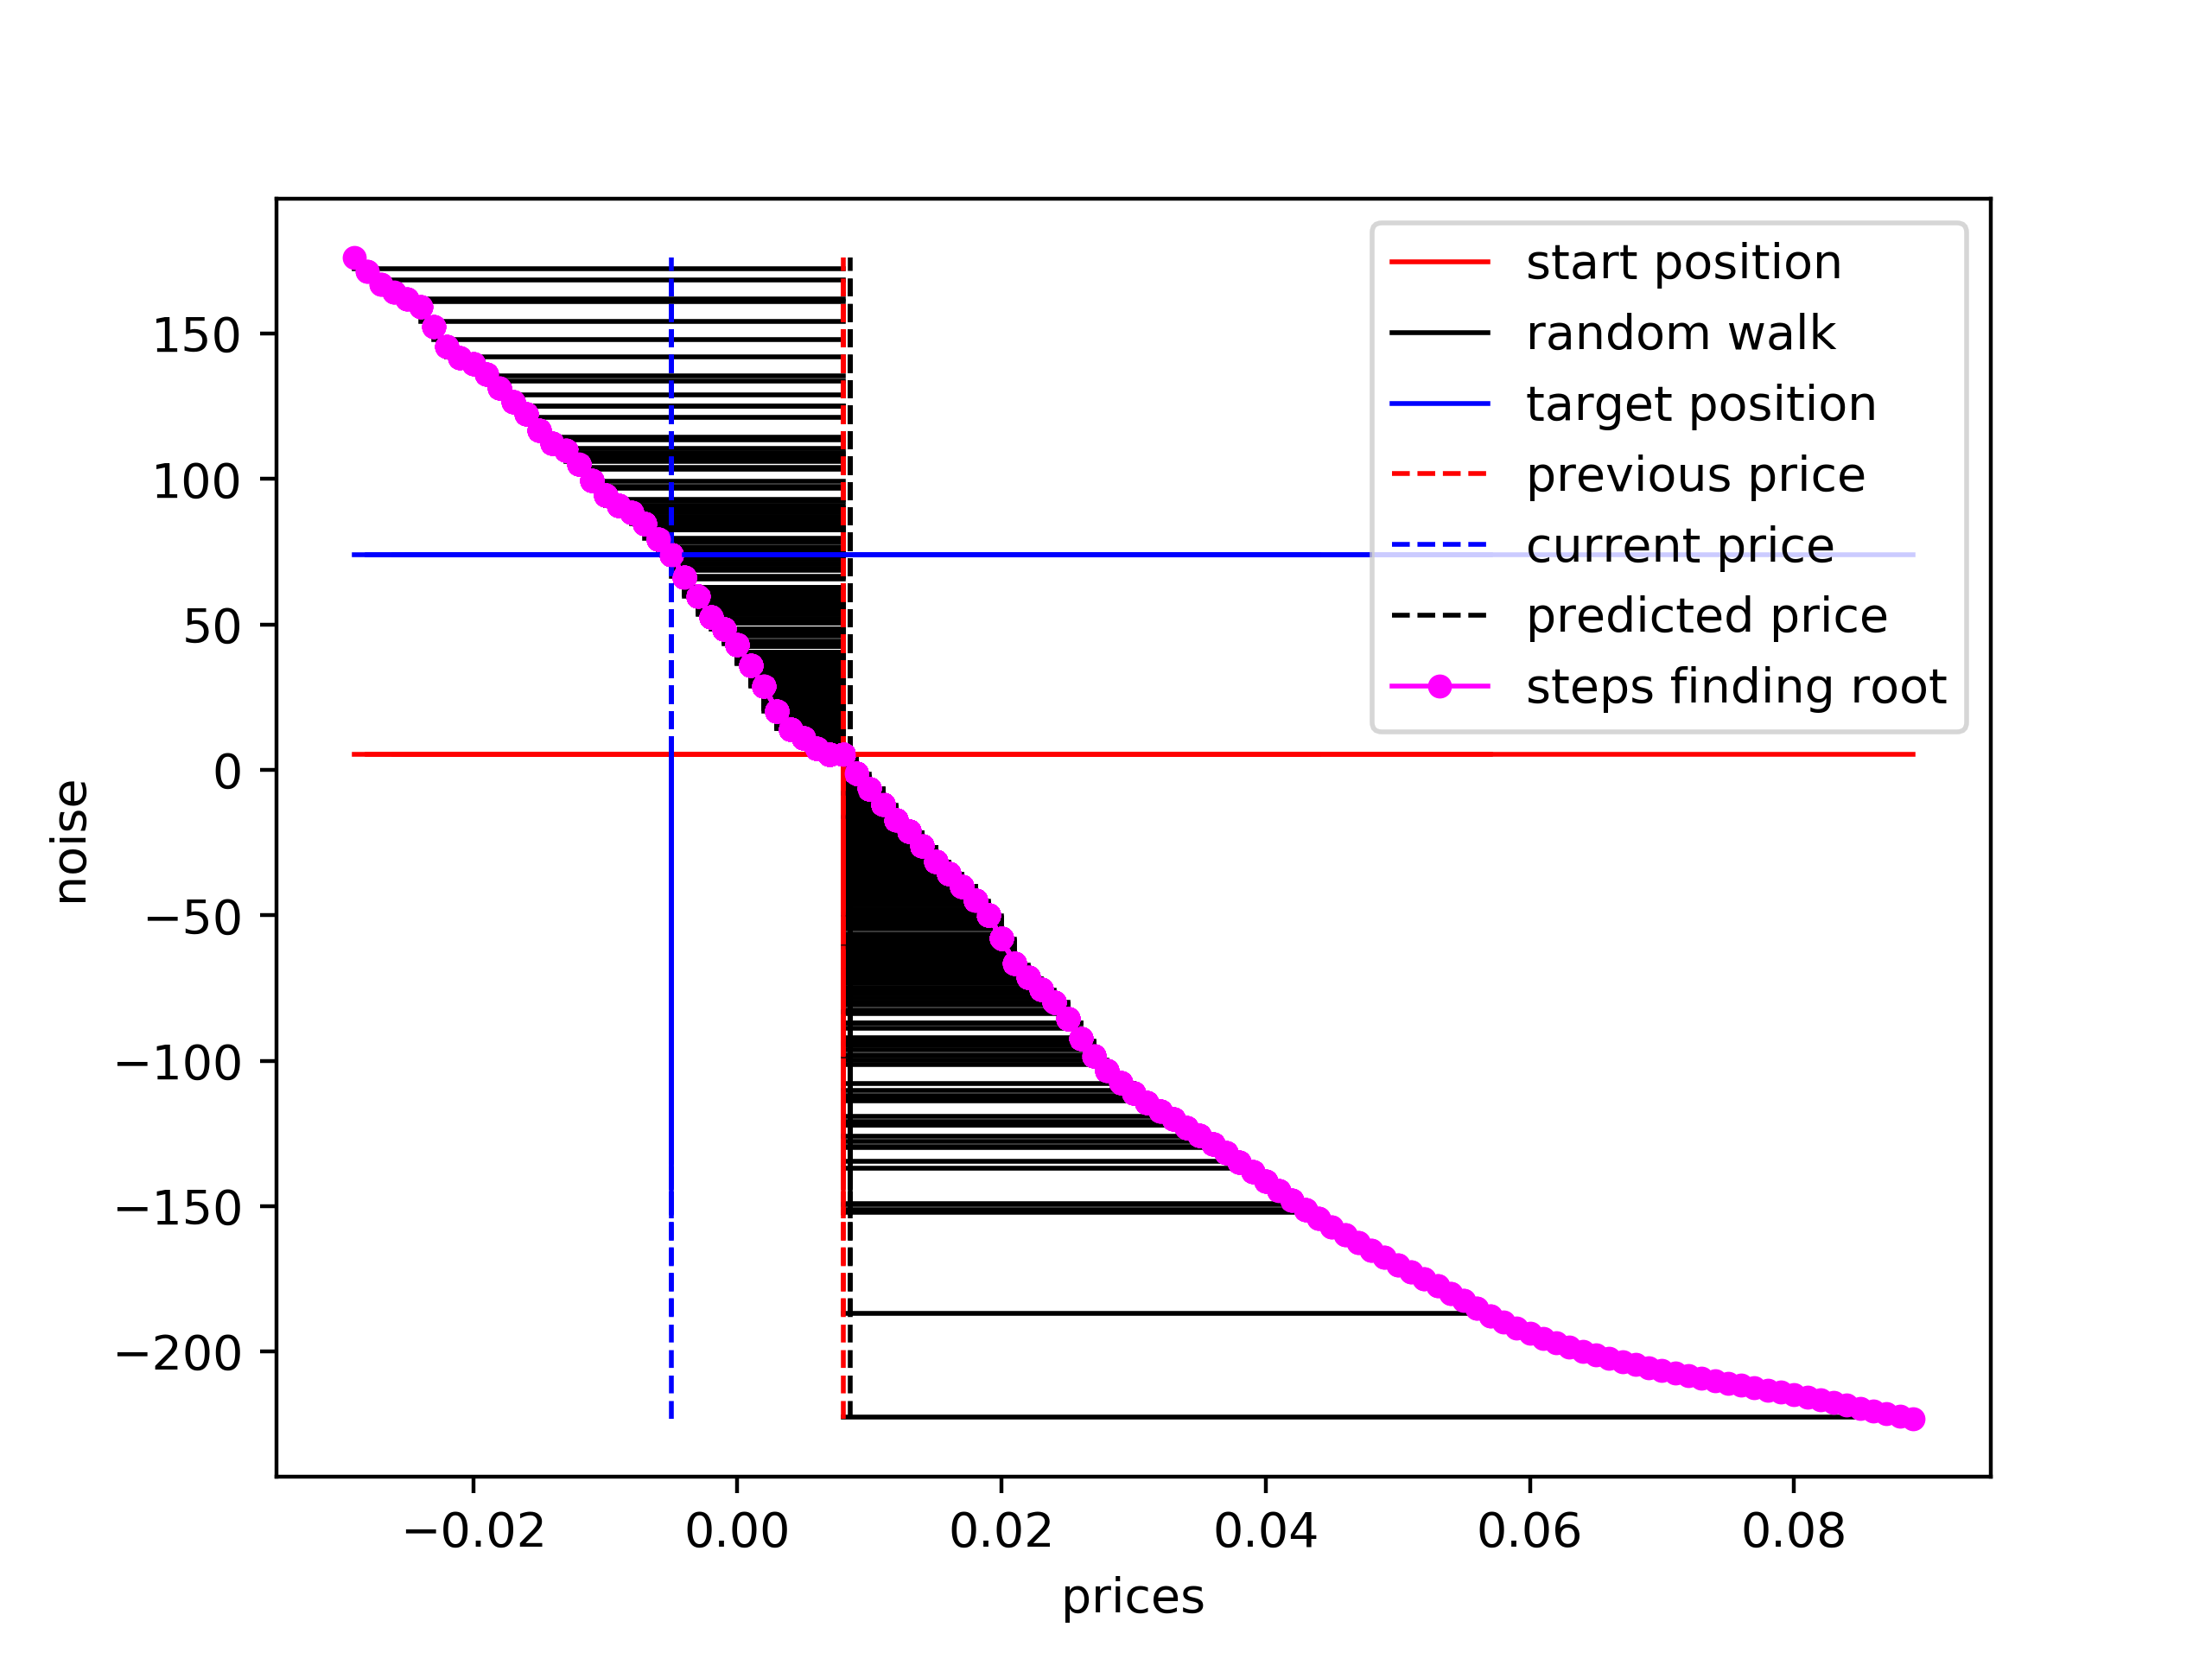 start position
random walk
target position
previous price
current price
predicted price
steps finding root
150
100
50
0
−50
−100
−150
−200
noise
−0.02 0.00 0.02 0.04 0.06 0.08
prices